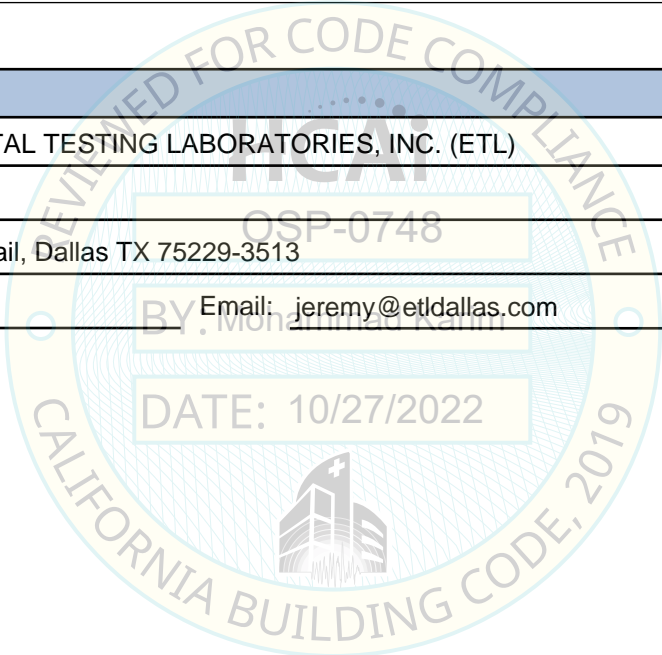 REVIEWED FOR CODE COMPLIANCE
HCAi
TAL TESTING LABORATORIES, INC. (ETL)
OSP-0748
ail, Dallas TX 75229-3513
Email: jeremy@etldallas.com
BY: Mohammad Karim
DATE: 10/27/2022
CALIFORNIA BUILDING CODE, 2019